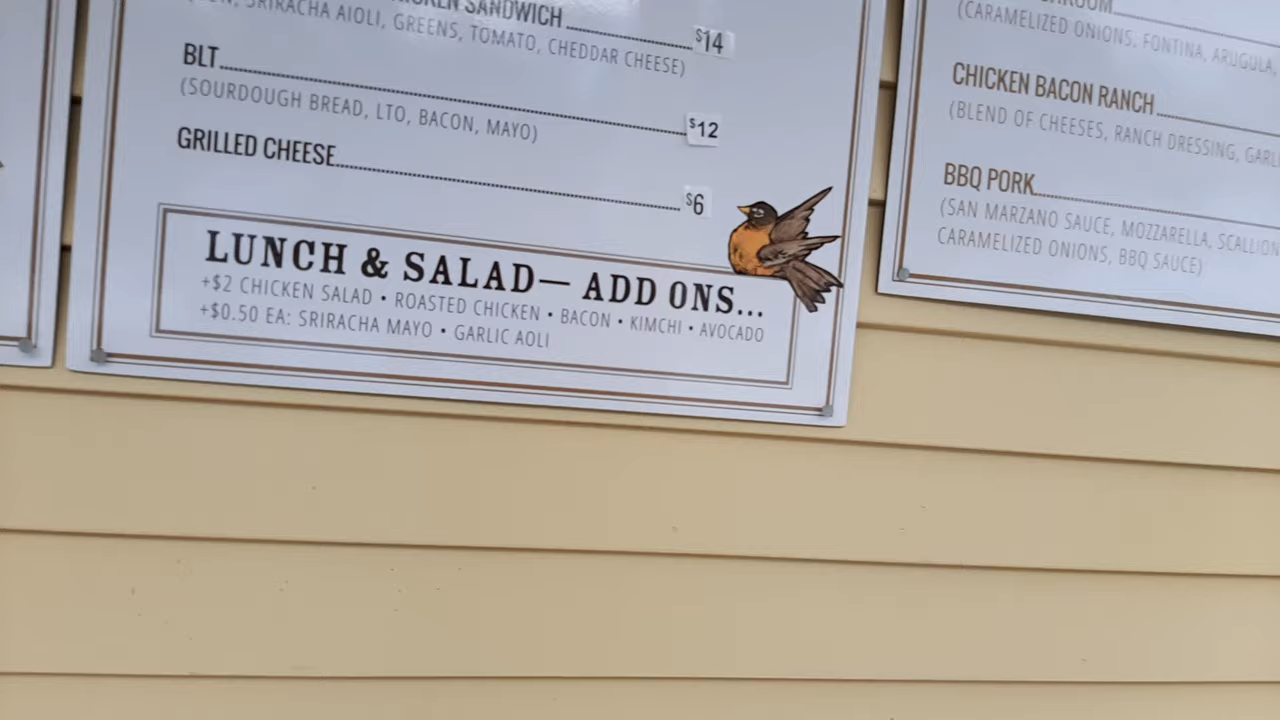 SANDWICH $14
SRIRACHA AIOLI, GREENS, TOMATO, CHEDDAR CHEESE)
BLT $12
(SOURDOUGH BREAD, LTO, BACON, MAYO)
GRILLED CHEESE $6
LUNCH & SALAD— ADD ONS...
+$2 CHICKEN SALAD • ROASTED CHICKEN • BACON • KIMCHI • AVOCADO
+$0.50 EA: SRIRACHA MAYO • GARLIC AOLI
(CARAMELIZED ONIONS, FONTINA, ARUGULA,
CHICKEN BACON RANCH
(BLEND OF CHEESES, RANCH DRESSING,
BBQ PORK
(SAN MARZANO SAUCE, MOZZARELLA, SCALLION
CARAMELIZED ONIONS, BBQ SAUCE)